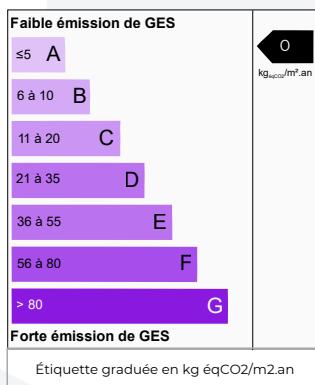 Faible émission de GES
≤5 A
6 à 10 B
11 à 20 C
21 à 35 D
36 à 55 E
56 à 80 F
> 80 G
Forte émission de GES
0
kgéqCO2/m².an
Étiquette graduée en kg éqCO2/m2.an